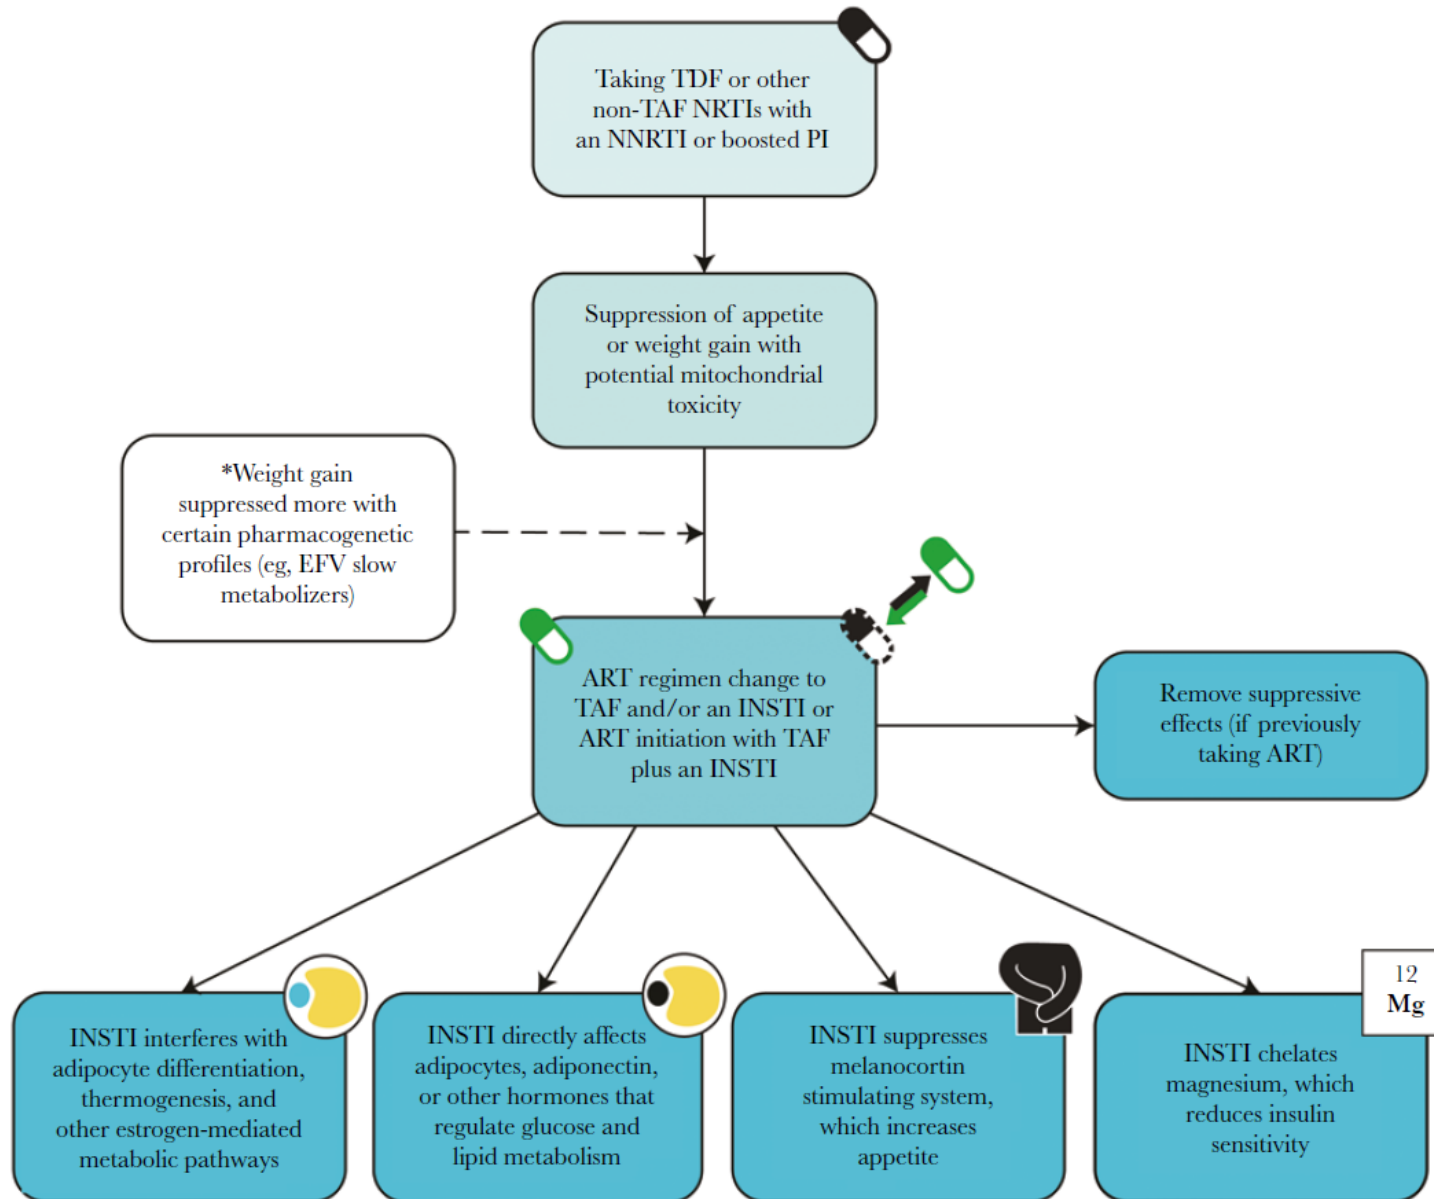 Taking TDF or other
non-TAF NRTIs with
an NNRTI or boosted PI
Suppression of appetite
or weight gain with
potential mitochondrial
toxicity
*Weight gain
suppressed more with
certain pharmacogenetic
profiles (eg, EFV slow
metabolizers)
ART regimen change to
TAF and/or an INSTI or
ART initiation with TAF
plus an INSTI
Remove suppressive
effects (if previously
taking ART)
INSTI interferes with
adipocyte differentiation,
thermogenesis, and
other estrogen-mediated
metabolic pathways
INSTI directly affects
adipocytes, adiponectin,
or other hormones that
regulate glucose and
lipid metabolism
INSTI suppresses
melanocortin
stimulating system,
which increases
appetite
12
Mg
INSTI chelates
magnesium, which
reduces insulin
sensitivity